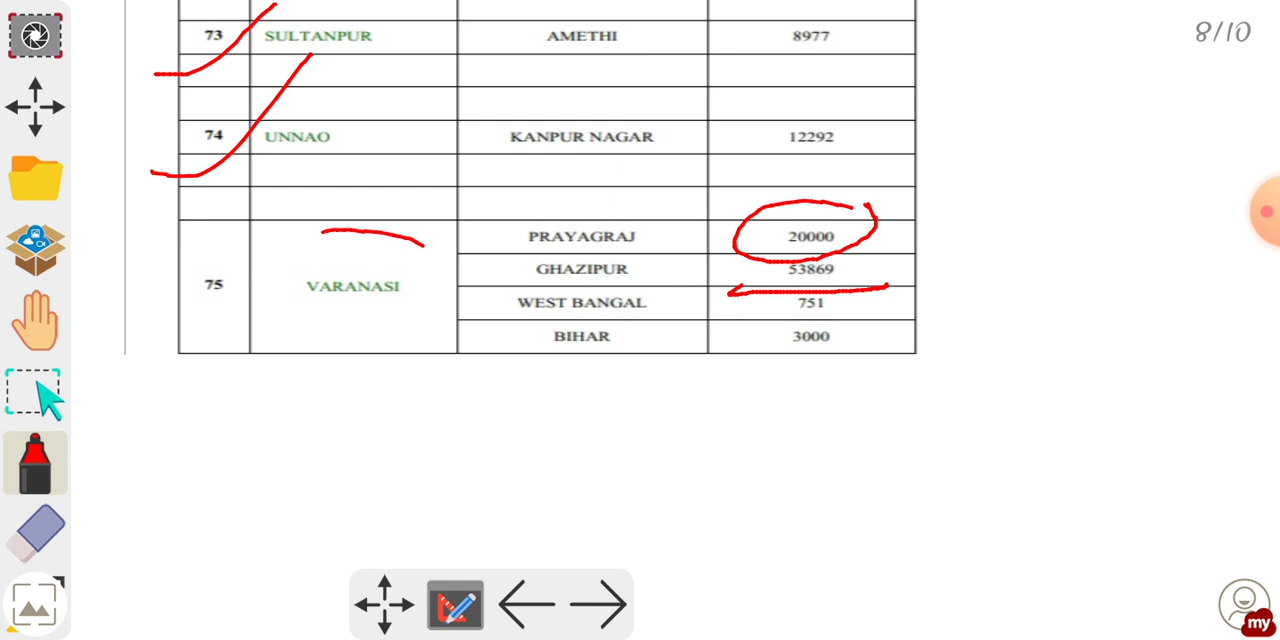 8/10
73 SULTANPUR AMETHI 8977
74 UNNAO KANPUR NAGAR 12292
75 VARANASI PRAYAGRAJ 20000
GHAZIPUR 53869
WEST BANGAL 751
BIHAR 3000
my